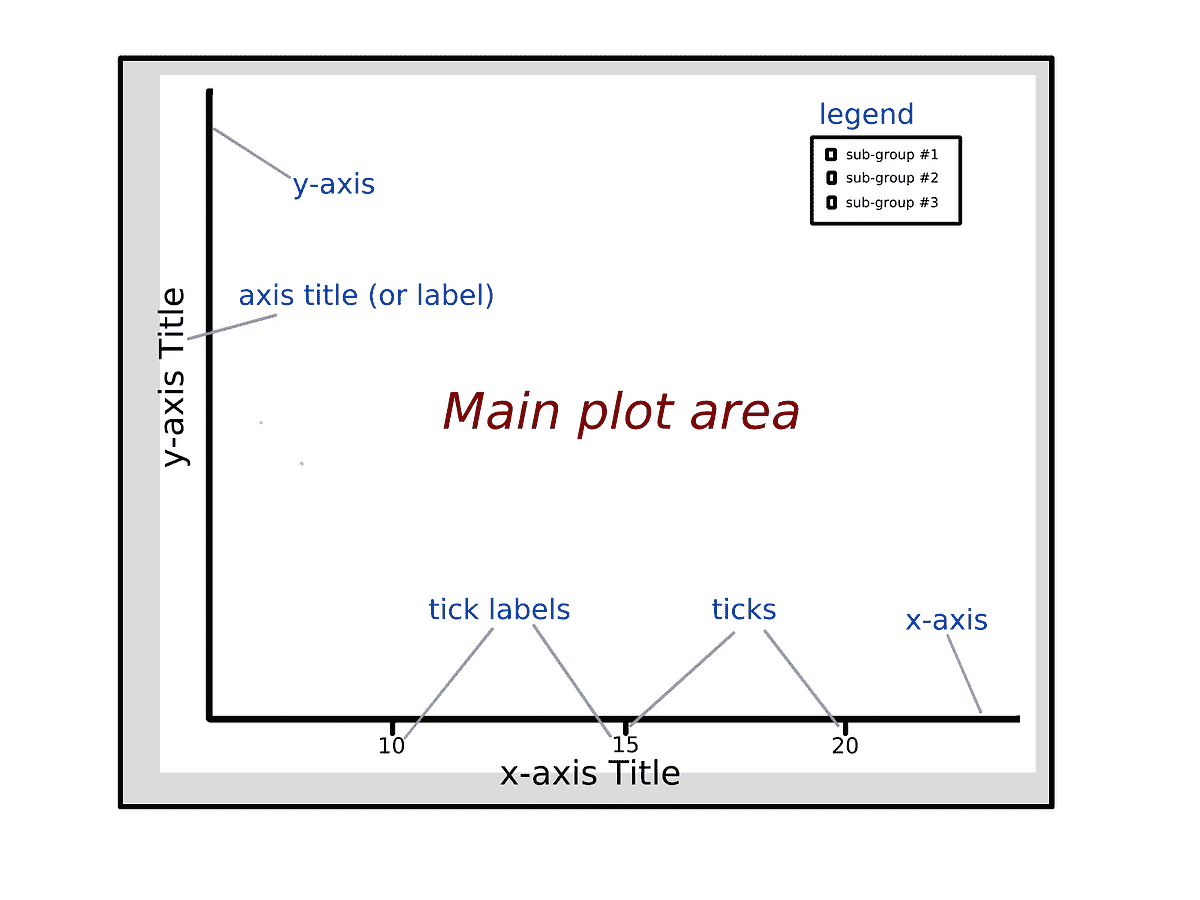 legend
sub-group #1
sub-group #2
sub-group #3
y-axis
axis title (or label)
y-axis Title
Main plot area
tick labels
ticks
x-axis
10
15
20
x-axis Title